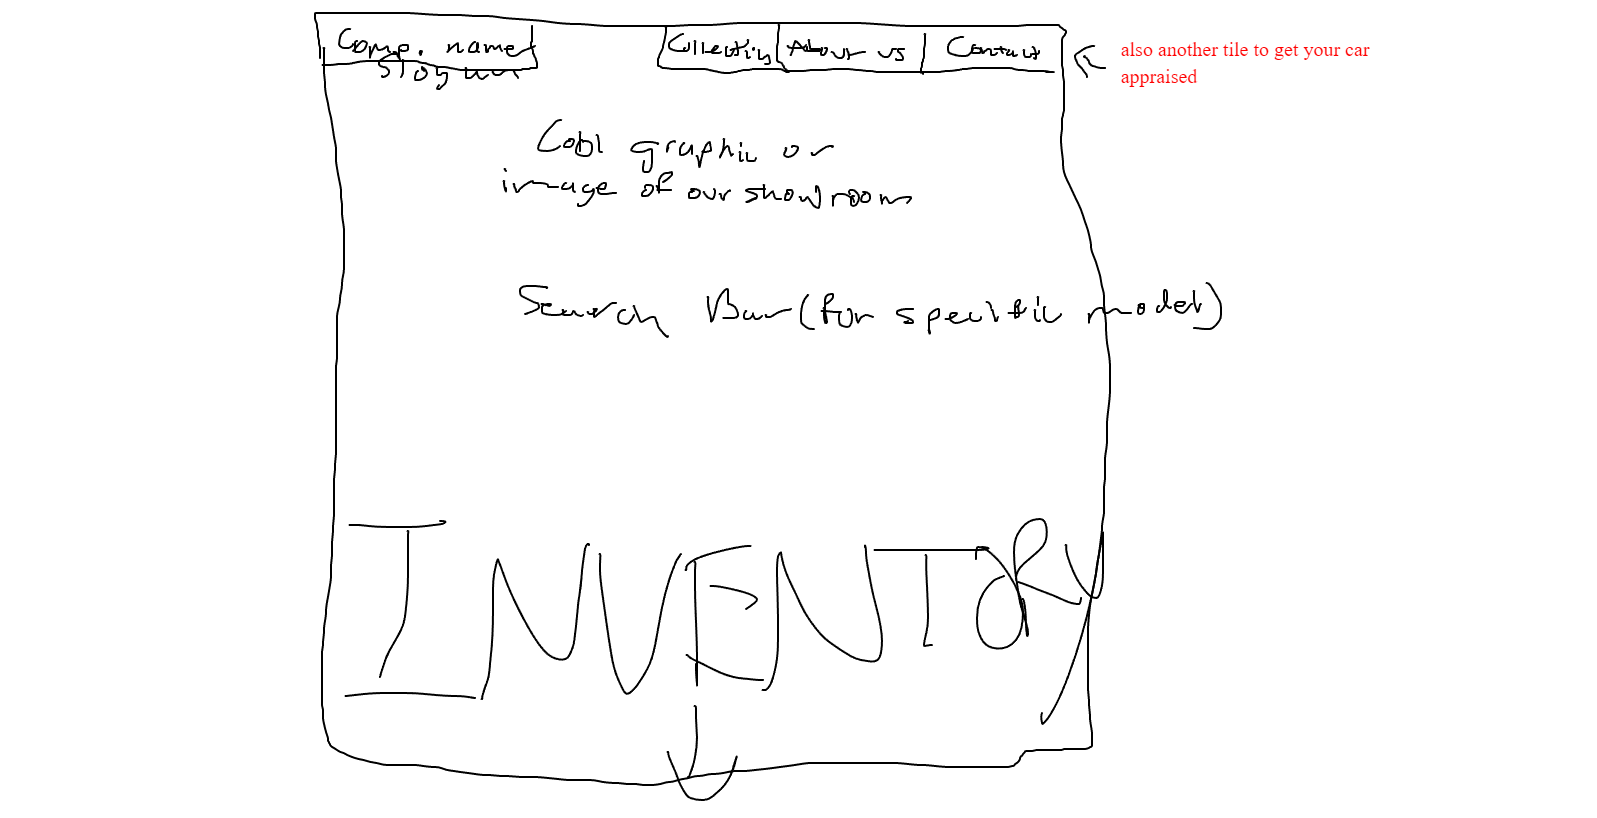 Comp. name
Slogan
Collection
About us
Contact
also another tile to get your car
appraised
Cool graphic or
image of our showroom
Search Bar (for specific model)
INVENTORY